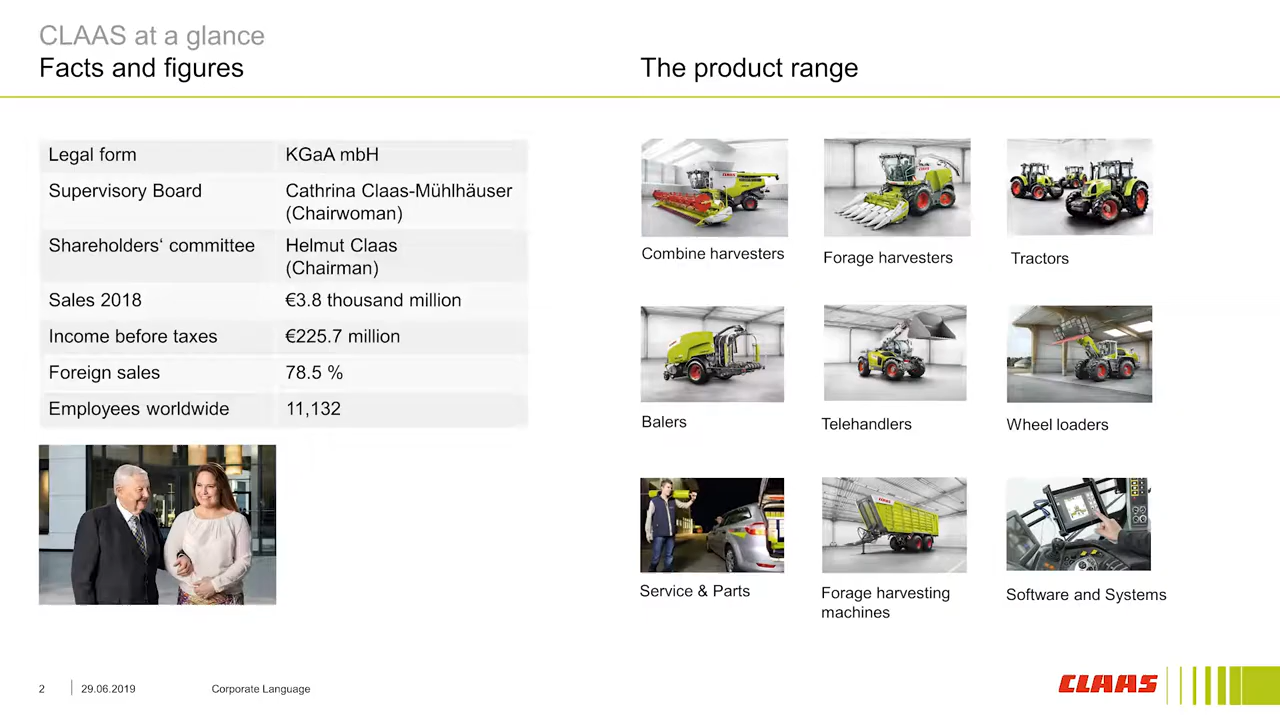 CLAAS at a glance
Facts and figures
The product range
Legal form KGaA mbH
Supervisory Board Cathrina Claas-Mühlhäuser
(Chairwoman)
Shareholders‘ committee Helmut Claas
(Chairman)
Sales 2018 €3.8 thousand million
Income before taxes €225.7 million
Foreign sales 78.5 %
Employees worldwide 11,132
Combine harvesters
Forage harvesters
Tractors
Balers
Telehandlers
Wheel loaders
Service & Parts
Forage harvesting
machines
Software and Systems
2 29.06.2019 Corporate Language
CLAAS